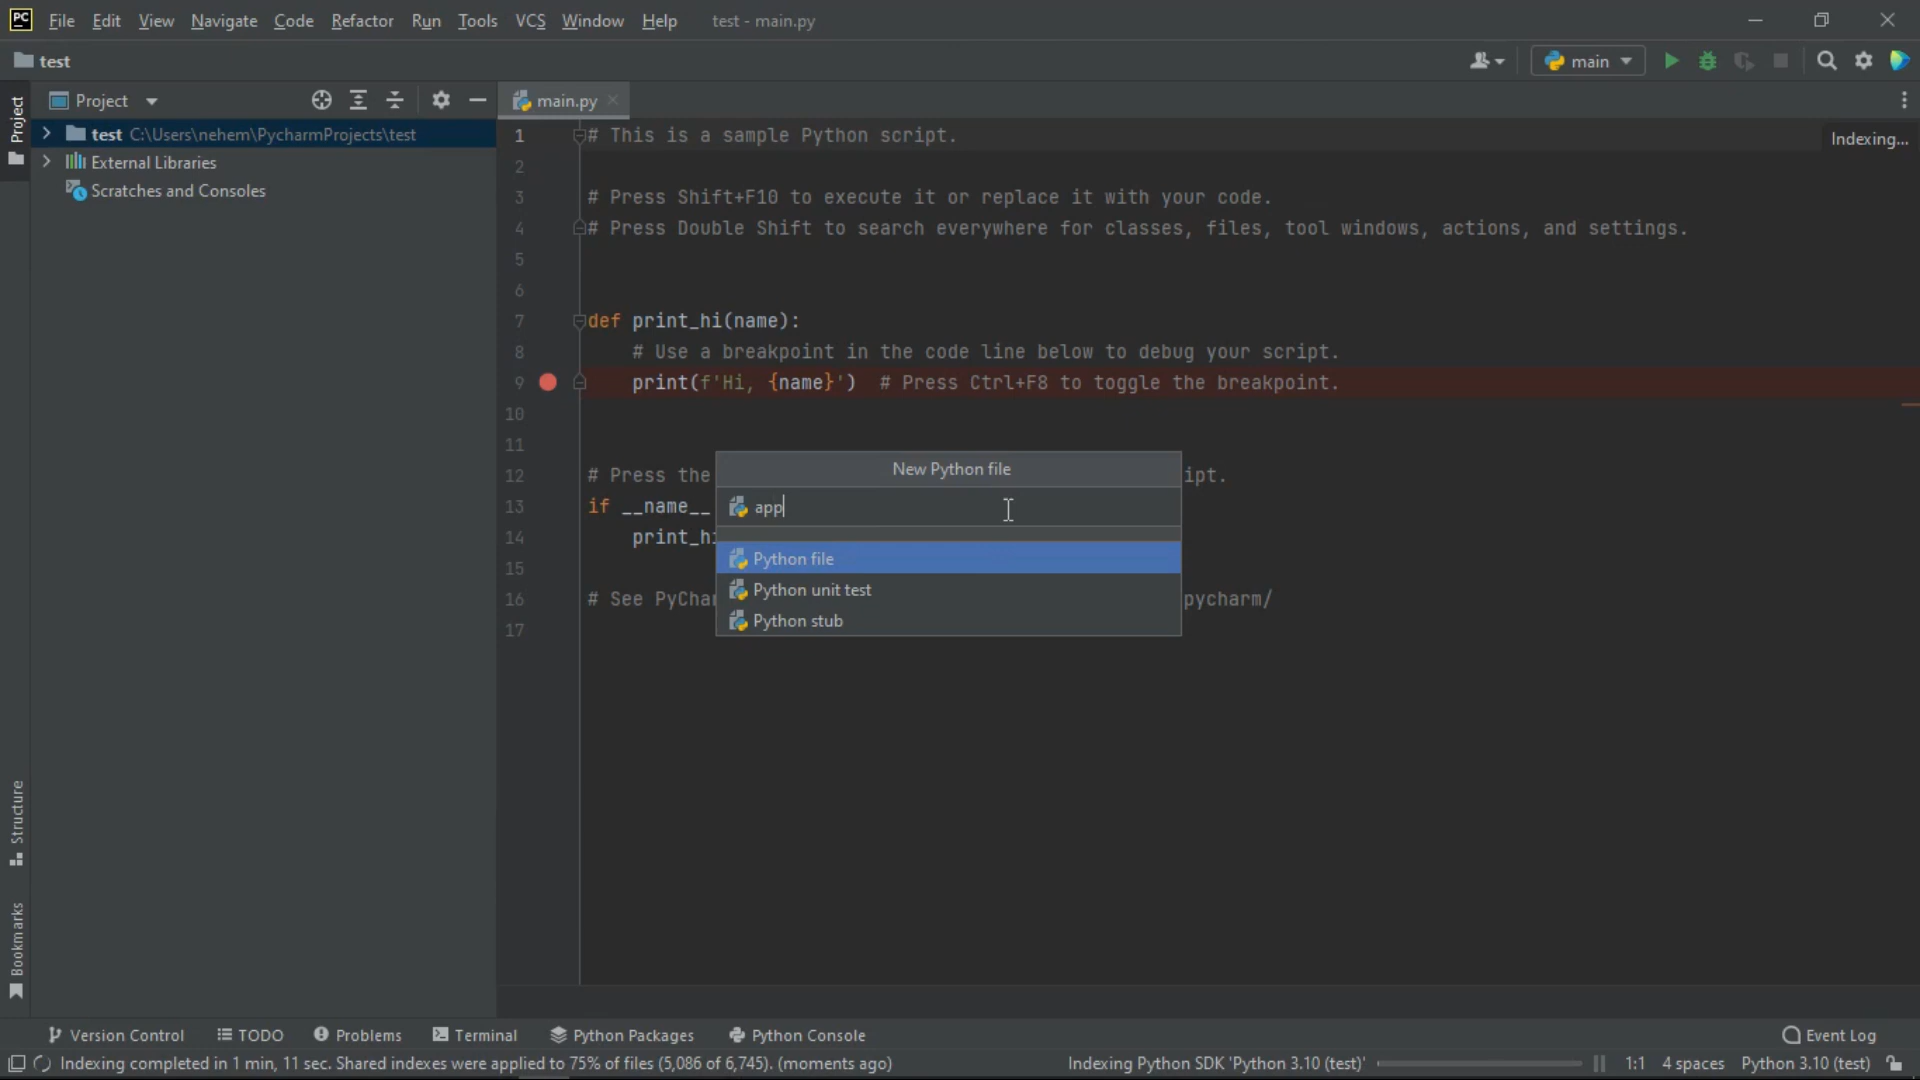 PC File Edit View Navigate Code Refactor Run Tools VCS Window Help test - main.py
test main
Project main.py
Project
test C:\Users\nehem\PycharmProjects\test
External Libraries
Scratches and Consoles
Structure
Bookmarks
1 # This is a sample Python script.
Indexing...
2
3 # Press Shift+F10 to execute it or replace it with your code.
4 # Press Double Shift to search everywhere for classes, files, tool windows, actions, and settings.
5
6
7 def print_hi(name):
8 # Use a breakpoint in the code line below to debug your script.
9 print(f'Hi, {name}') # Press Ctrl+F8 to toggle the breakpoint.
10
11
12 # Press the ipt.
13 if __name__
14 print_hi
15
16 # See PyChar pycharm/
17
New Python file
app
Python file
Python unit test
Python stub
Version Control TODO Problems Terminal Python Packages Python Console Event Log
Indexing completed in 1 min, 11 sec. Shared indexes were applied to 75% of files (5,086 of 6,745). (moments ago) Indexing Python SDK 'Python 3.10 (test)' 1:1 4 spaces Python 3.10 (test)